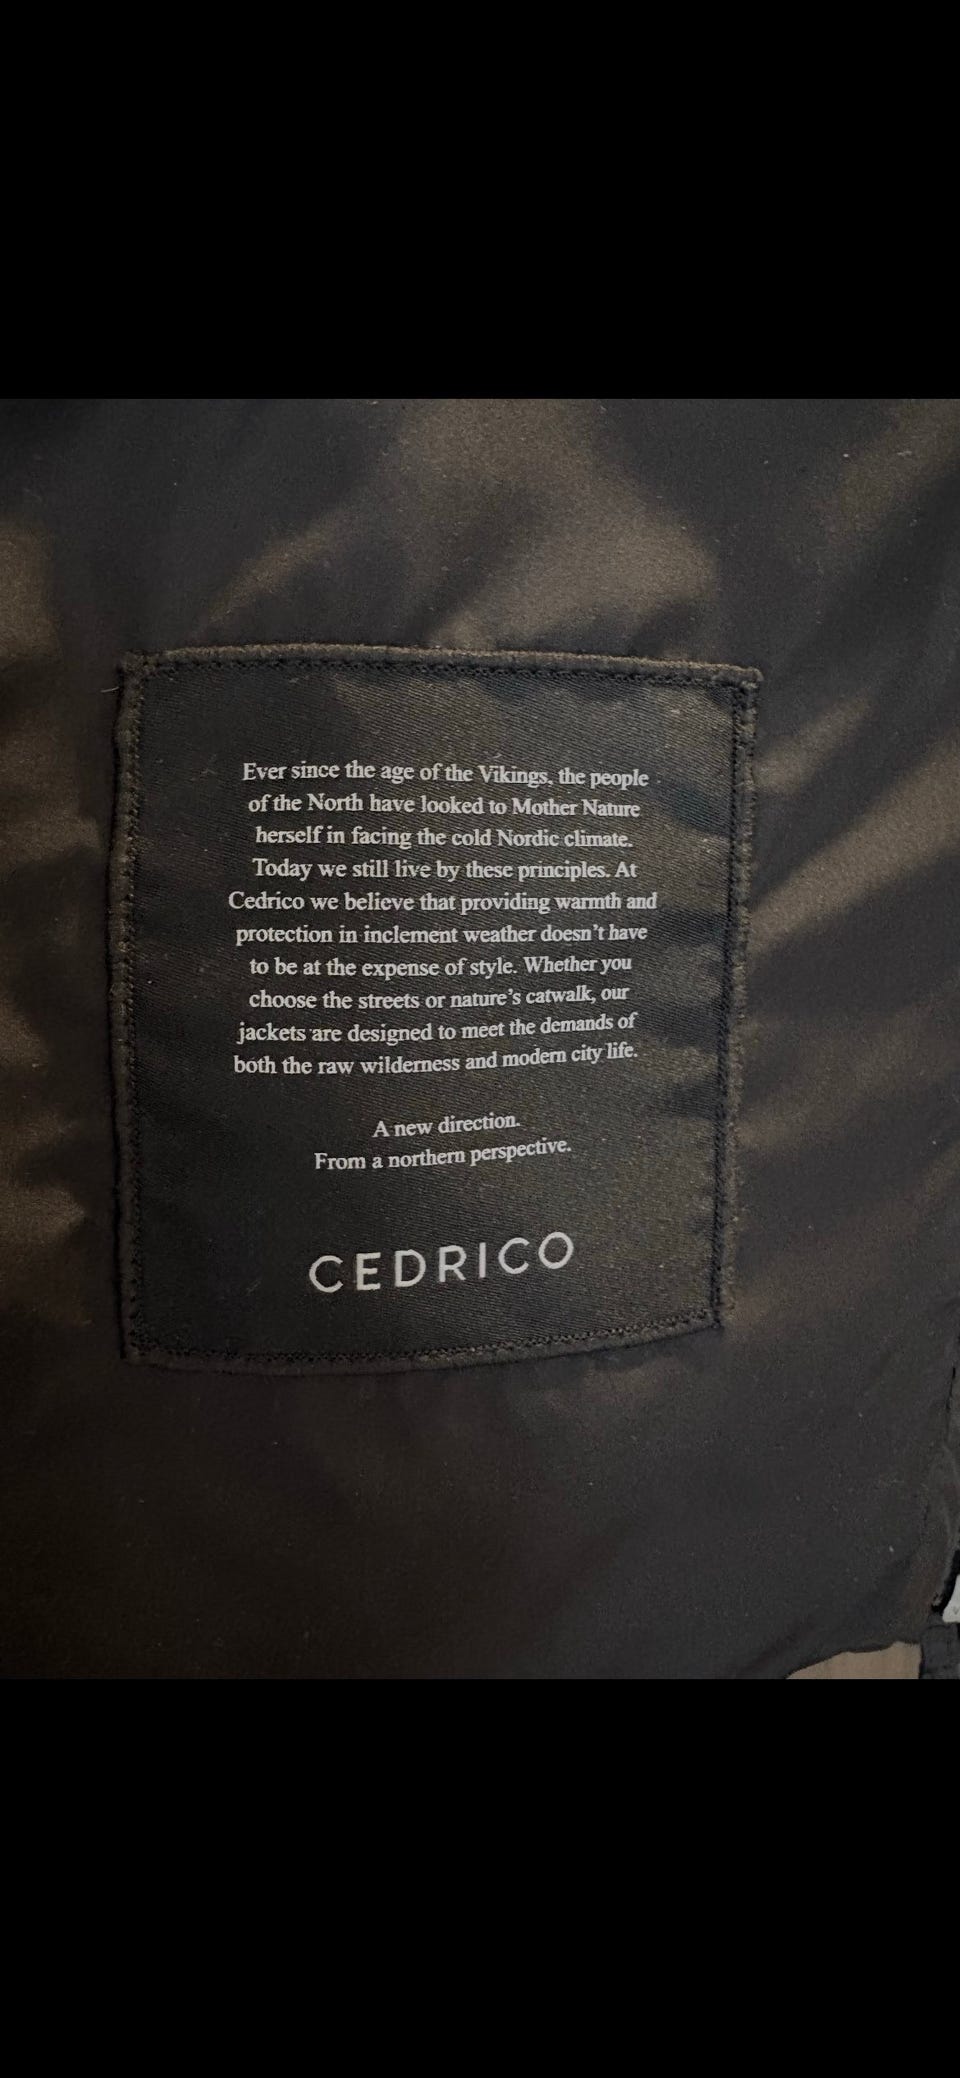 Ever since the age of the Vikings, the people
of the North have looked to Mother Nature
herself in facing the cold Nordic climate.
Today we still live by these principles. At
Cedrico we believe that providing warmth and
protection in inclement weather doesn't have
to be at the expense of style. Whether you
choose the streets or nature's catwalk, our
jackets are designed to meet the demands of
both the raw wilderness and modern city life.
A new direction.
From a northern perspective.
CEDRICO